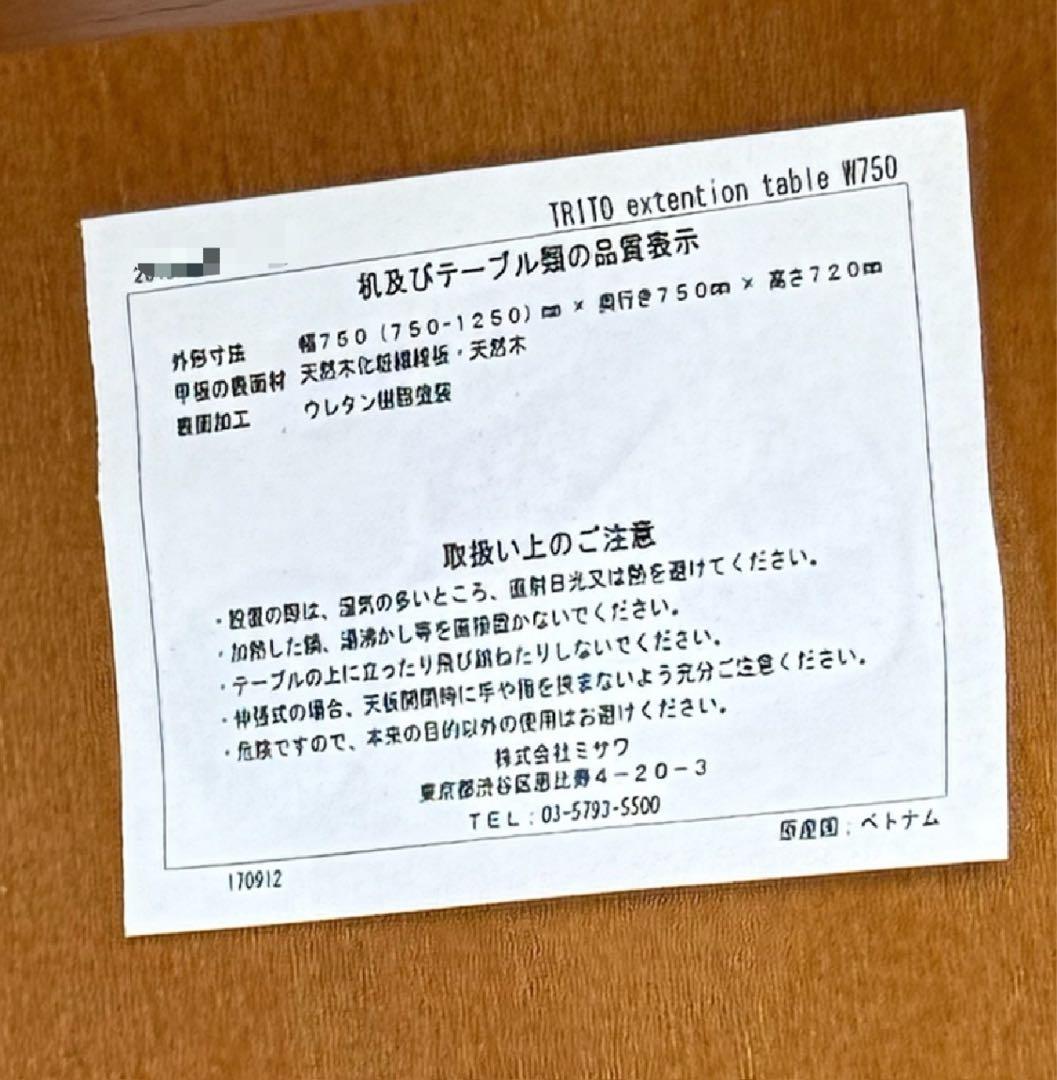 TRITO extention table W750
机及びテーブル類の品質表示
外形寸法 幅750(750-1250)mm × 奥行き750mm × 高さ720mm
甲板の表面材 天然木化粧繊維板・天然木
表面加工 ウレタン樹脂塗装
取扱い上のご注意
・設置の際は、湿気の多いところ、直射日光又は熱を避けてください。
・加熱した鍋、湯沸かし等を直接置かないでください。
・テーブルの上に立ったり飛び跳ねたりしないでください。
・伸張式の場合、天板開閉時に手や指を挟まないよう充分ご注意ください。
・危険ですので、本来の目的以外の使用はお避けください。
株式会社ミサワ
東京都渋谷区恵比寿4-20-3
TEL:03-5793-5500
原産国:ベトナム
170912